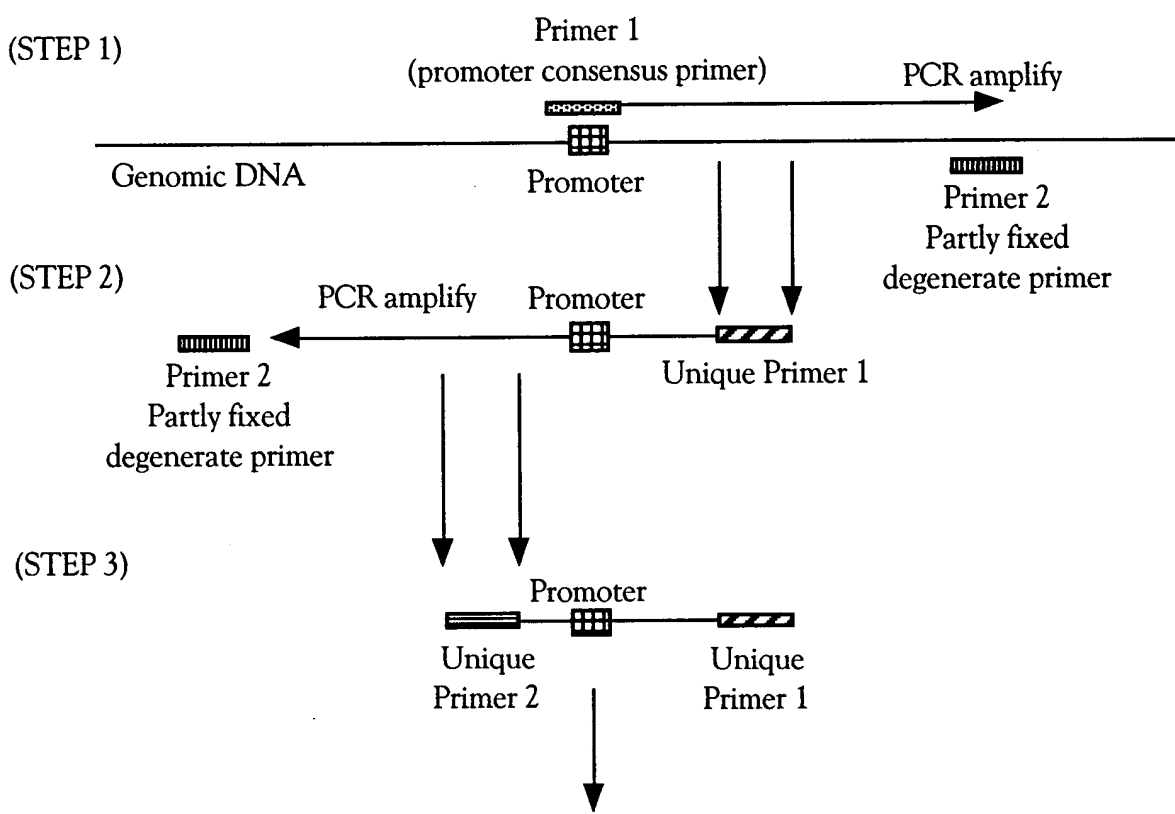 (STEP 1)
Primer 1
(promoter consensus primer)
PCR amplify
Genomic DNA
Promoter
Primer 2
Partly fixed
degenerate primer
(STEP 2)
PCR amplify
Promoter
Primer 2
Partly fixed
degenerate primer
Unique Primer 1
(STEP 3)
Promoter
Unique
Primer 2
Unique
Primer 1